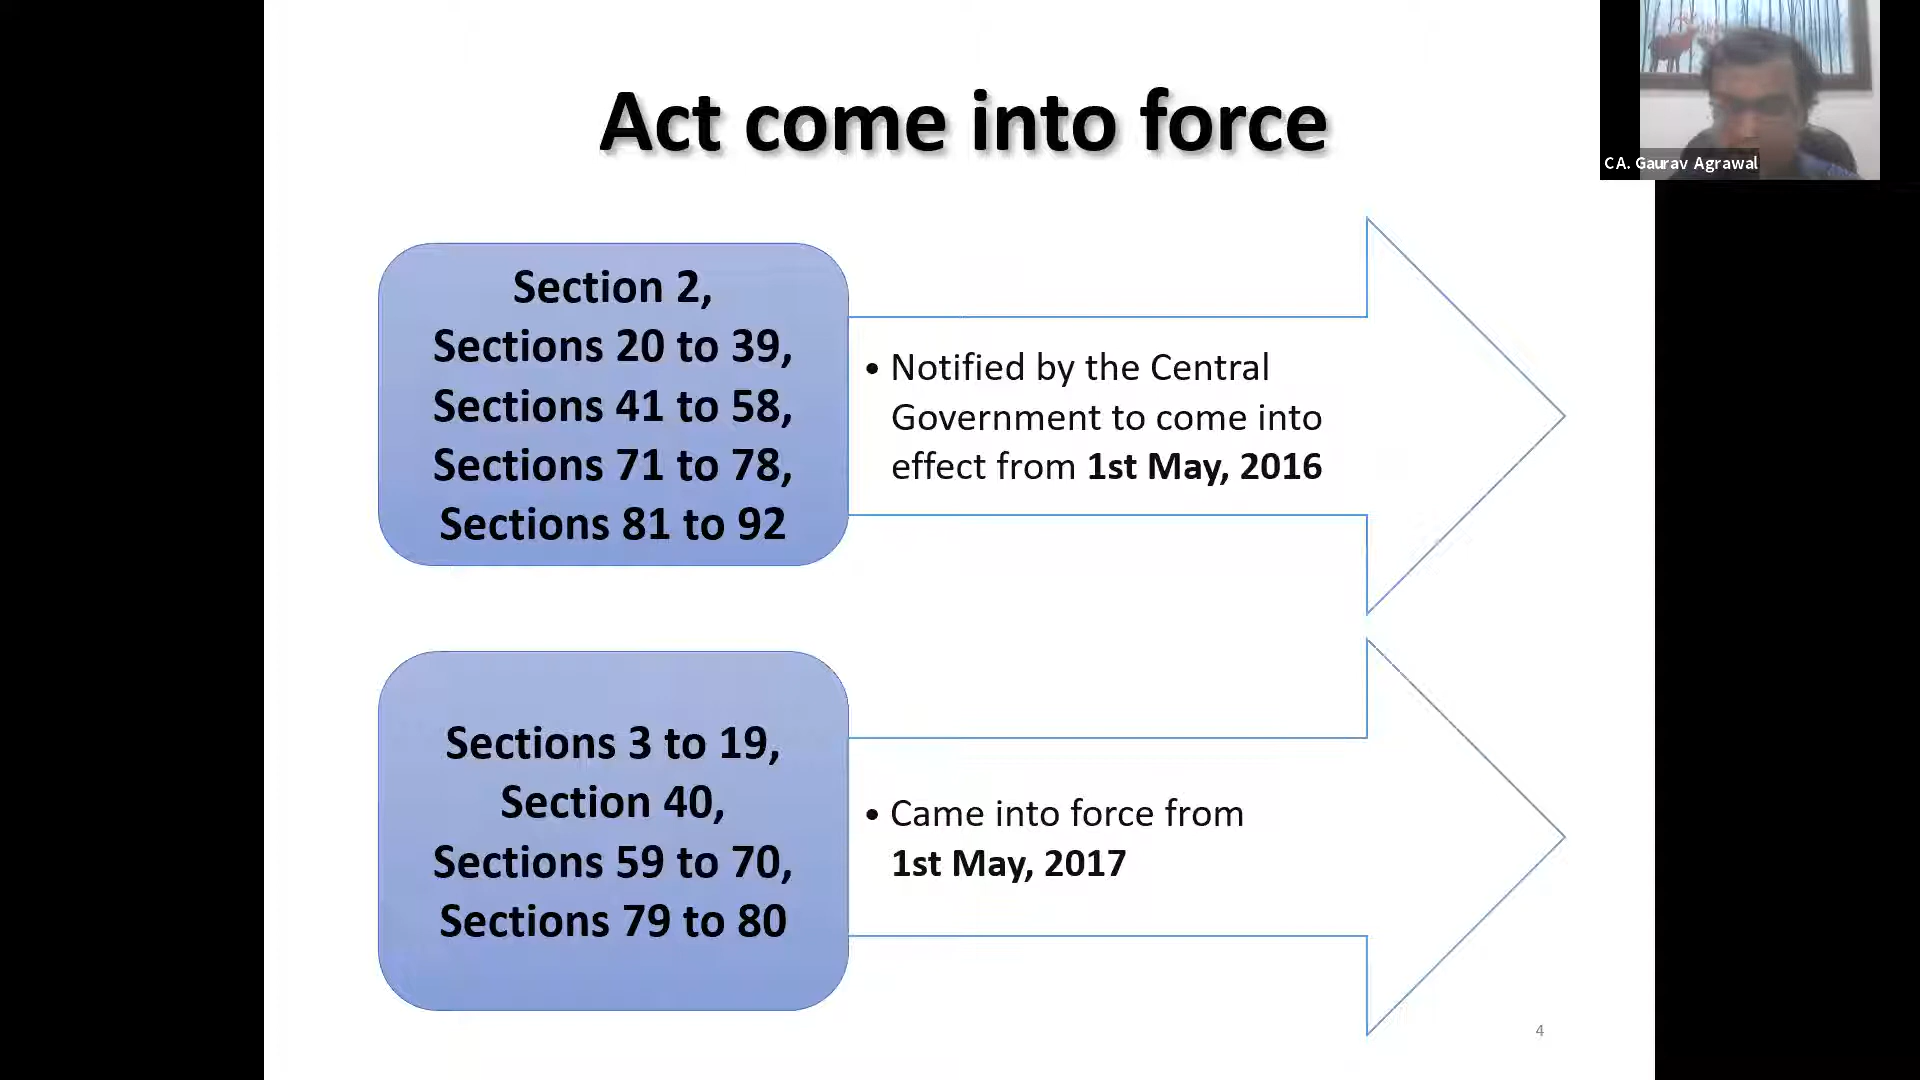 Act come into force
CA. Gaurav Agrawal
Section 2,
Sections 20 to 39,
Sections 41 to 58,
Sections 71 to 78,
Sections 81 to 92
• Notified by the Central
Government to come into
effect from 1st May, 2016
Sections 3 to 19,
Section 40,
Sections 59 to 70,
Sections 79 to 80
• Came into force from
1st May, 2017
4